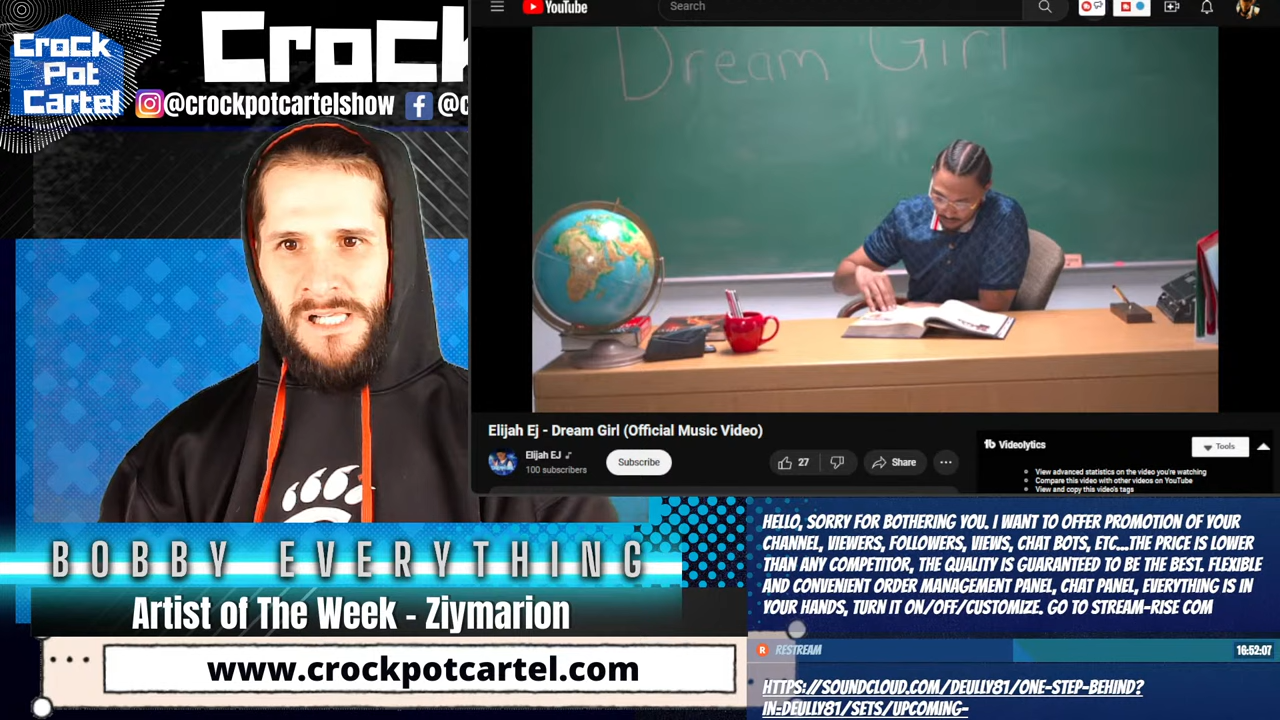 Crock
Pot
Cartel
Crock
@crockpotcartelshow
@c
YouTube
Search
Dream Girl
Elijah Ej - Dream Girl (Official Music Video)
Elijah EJ
100 subscribers
Subscribe
27
Share
Videolytics
Tools
View advanced statistics on the video you're watching
Compare this video with other videos on YouTube
View and copy this video's tags
HELLO, SORRY FOR BOTHERING YOU. I WANT TO OFFER PROMOTION OF YOUR
CHANNEL, VIEWERS, FOLLOWERS, VIEWS, CHAT BOTS, ETC...THE PRICE IS LOWER
THAN ANY COMPETITOR, THE QUALITY IS GUARANTEED TO BE THE BEST. FLEXIBLE
AND CONVENIENT ORDER MANAGEMENT PANEL, CHAT PANEL, EVERYTHING IS IN
YOUR HANDS, TURN IT ON/OFF/CUSTOMIZE. GO TO STREAM-RISE COM
BOBBY EVERYTHING
Artist of The Week - Ziymarion
www.crockpotcartel.com
R RESTREAM
16:52:07
HTTPS://SOUNDCLOUD.COM/DEULLY81/ONE-STEP-BEHIND?
IN=DEULLY81/SETS/UPCOMING-